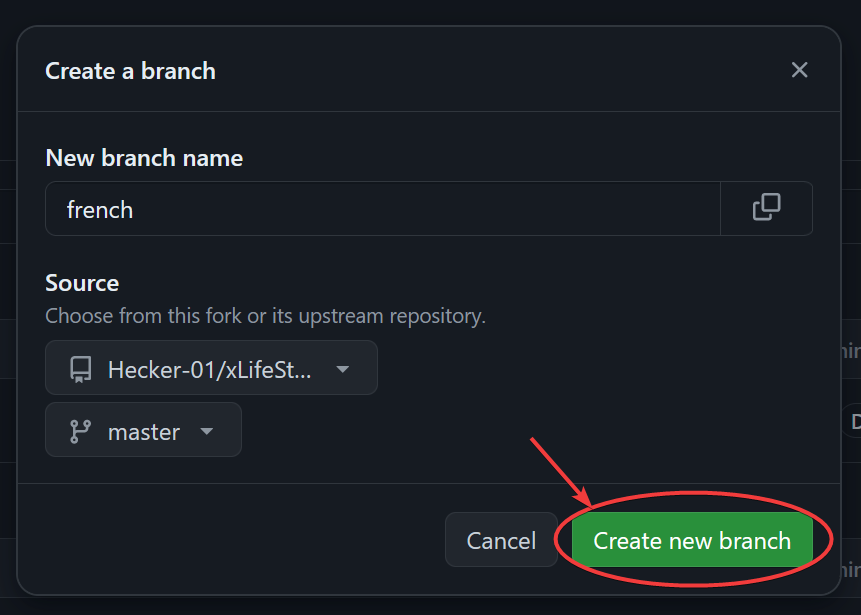 Create a branch
New branch name
french
Source
Choose from this fork or its upstream repository.
Hecker-01/xLifeSt...
master
Cancel
Create new branch